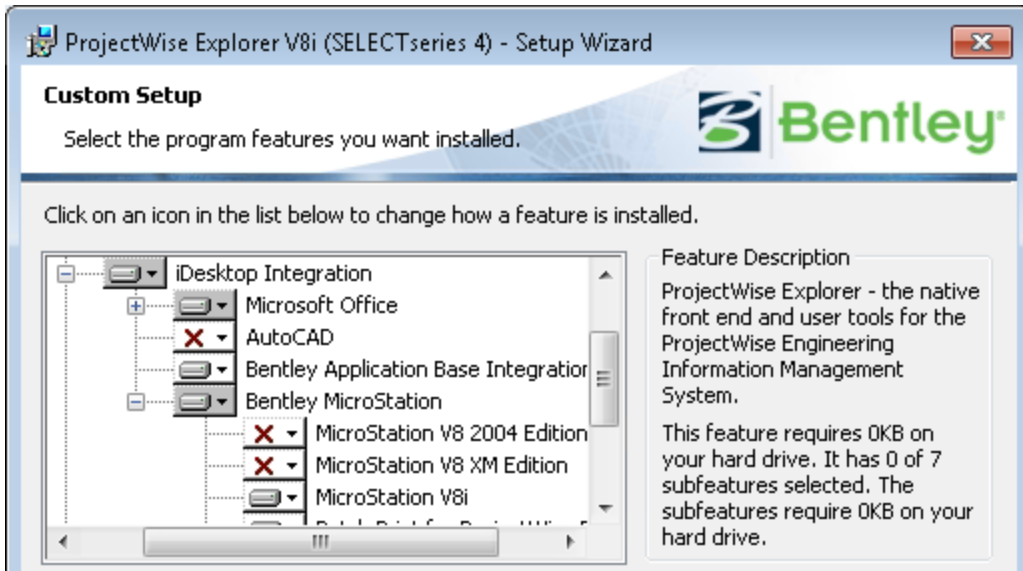 ProjectWise Explorer V8i (SELECTseries 4) - Setup Wizard
Custom Setup
Select the program features you want installed.
Bentley
Click on an icon in the list below to change how a feature is installed.
iDesktop Integration
Microsoft Office
AutoCAD
Bentley Application Base Integration
Bentley MicroStation
MicroStation V8 2004 Edition
MicroStation V8 XM Edition
MicroStation V8i
Feature Description
ProjectWise Explorer - the native
front end and user tools for the
ProjectWise Engineering
Information Management
System.
This feature requires 0KB on
your hard drive. It has 0 of 7
subfeatures selected. The
subfeatures require 0KB on your
hard drive.